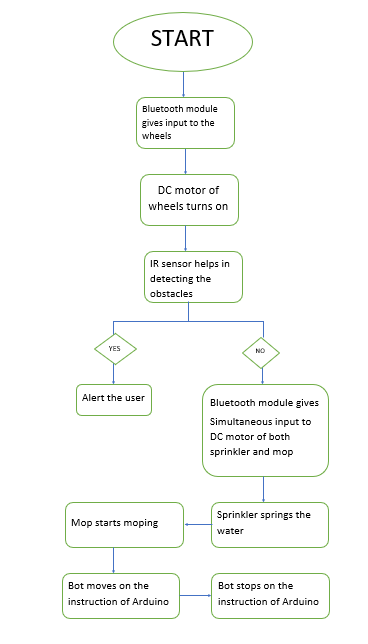 START
Bluetooth module
gives input to the
wheels
DC motor of
wheels turns on
IR sensor helps in
detecting the
obstacles
YES
NO
Alert the user
Bluetooth module gives
Simultaneous input to
DC motor of both
sprinkler and mop
Sprinkler springs the
water
Mop starts moping
Bot moves on the
instruction of Arduino
Bot stops on the
instruction of Arduino